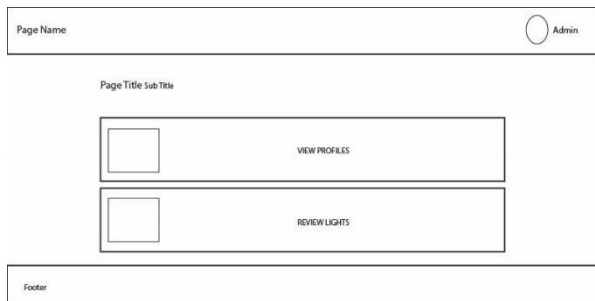 Page Name
Admin
Page Title Sub Title
VIEW PROFILES
REVIEW LIGHTS
Footer